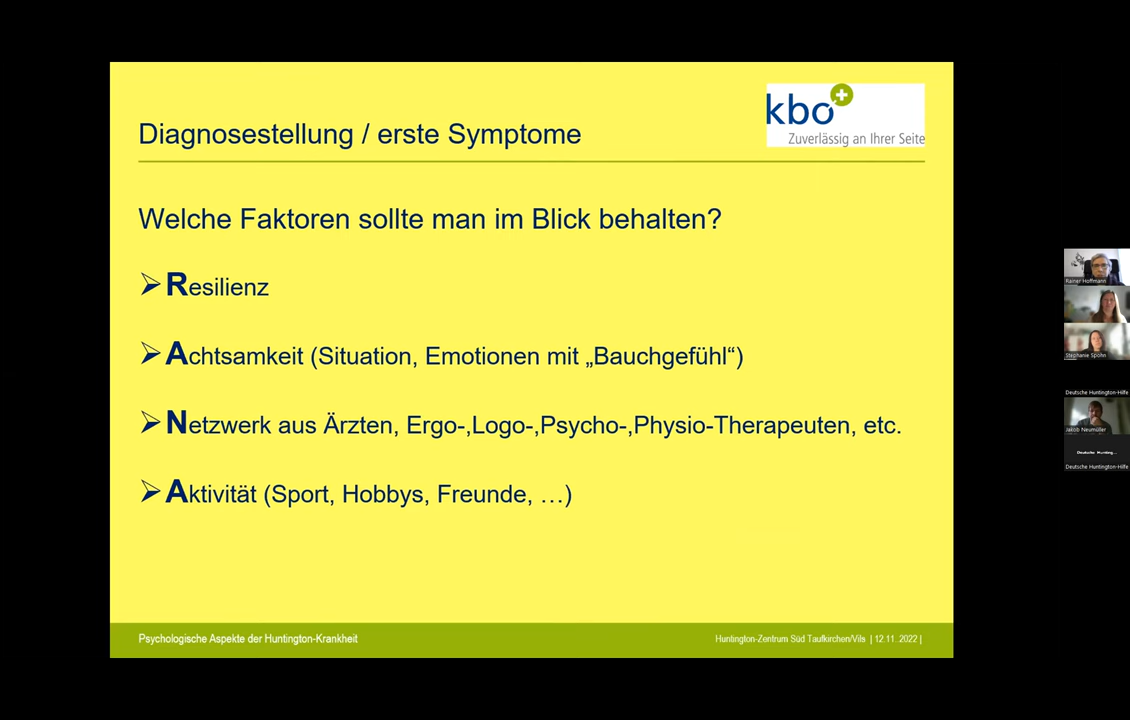 kbo
Zuverlässig an Ihrer Seite
Diagnosestellung / erste Symptome
Welche Faktoren sollte man im Blick behalten?
Resilienz
Achtsamkeit (Situation, Emotionen mit „Bauchgefühl“)
Netzwerk aus Ärzten, Ergo-,Logo-,Psycho-,Physio-Therapeuten, etc.
Aktivität (Sport, Hobbys, Freunde, …)
Psychologische Aspekte der Huntington-Krankheit
Huntington-Zentrum Süd Taufkirchen/Vils | 12.11. 2022 |
Rainer Hoffmann
Stephanie Spohn
Deutsche Huntington-Hilfe
Jakob Neumüller
Deutsche Hunting...
Deutsche Huntington-Hilfe